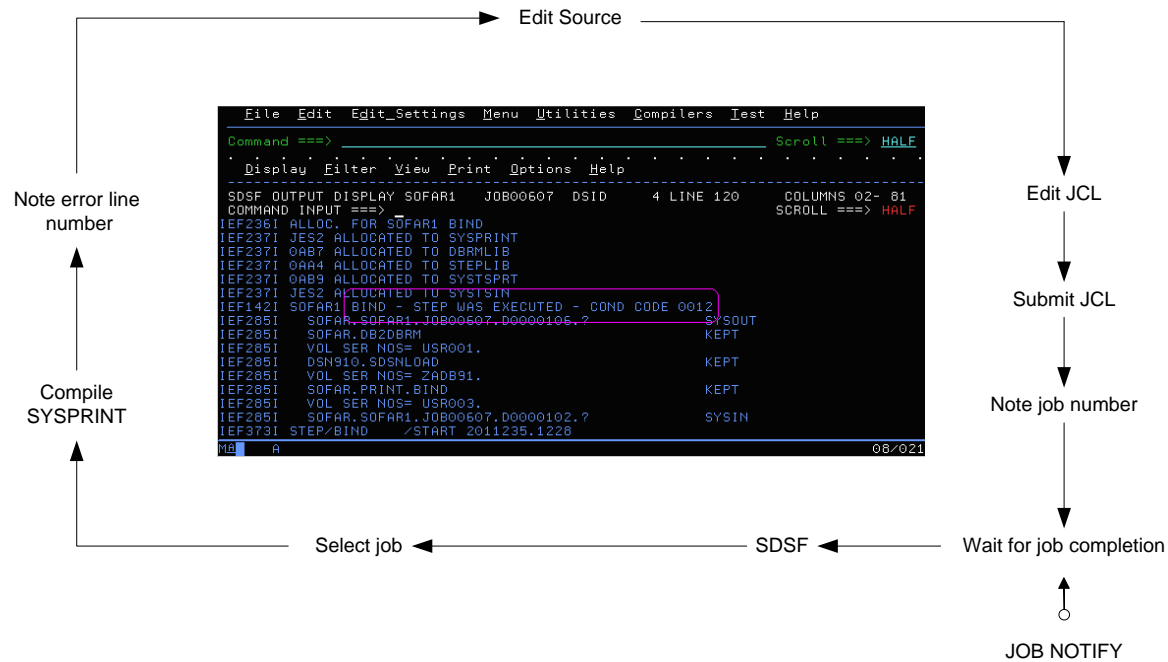 Edit Source
File Edit Edit_Settings Menu Utilities Compilers Test Help
Command ===> Scroll ===> HALF
Display Filter View Print Options Help
SDSF OUTPUT DISPLAY SOFAR1 JOB00607 DSID 4 LINE 120 COLUMNS 02- 81
COMMAND INPUT ===> SCROLL ===> HALF
IEF236I ALLOC. FOR SOFAR1 BIND
IEF237I JES2 ALLOCATED TO SYSPRINT
IEF237I 0AB7 ALLOCATED TO DBRMLIB
IEF237I 0AA4 ALLOCATED TO STEPLIB
IEF237I 0AB9 ALLOCATED TO SYSTSPRT
IEF237I JES2 ALLOCATED TO SYSTSIN
IEF142I SOFAR1 BIND - STEP WAS EXECUTED - COND CODE 0012
IEF285I SOFAR.SOFAR1.JOB00607.D0000106.? SYSOUT
IEF285I SOFAR.DB2DBRM KEPT
IEF285I VOL SER NOS= USR001.
IEF285I DSN910.SDSNLOAD KEPT
IEF285I VOL SER NOS= ZADB91.
IEF285I SOFAR.PRINT.BIND KEPT
IEF285I VOL SER NOS= USR003.
IEF285I SOFAR.SOFAR1.JOB00607.D0000102.? SYSIN
IEF373I STEP/BIND /START 2011235.1228
MA A 08/021
Edit JCL
Submit JCL
Note job number
Wait for job completion
JOB NOTIFY
SDSF
Select job
Compile
SYSPRINT
Note error line
number